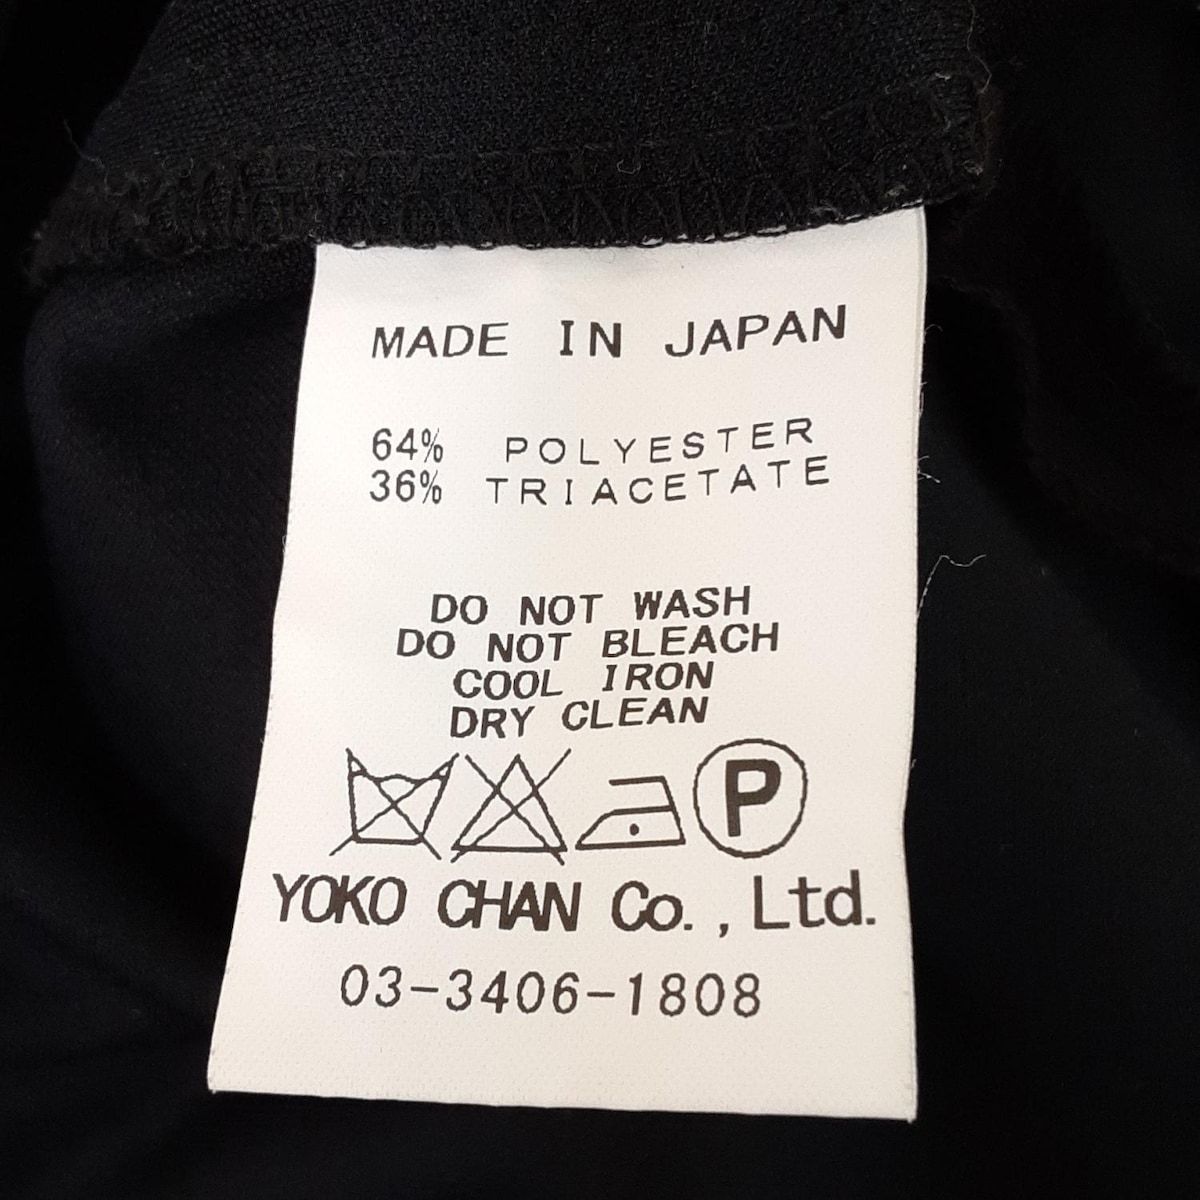 MADE IN JAPAN
64% POLYESTER
36% TRIACETATE
DO NOT WASH
DO NOT BLEACH
COOL IRON
DRY CLEAN
P
YOKO CHAN Co., Ltd.
03-3406-1808